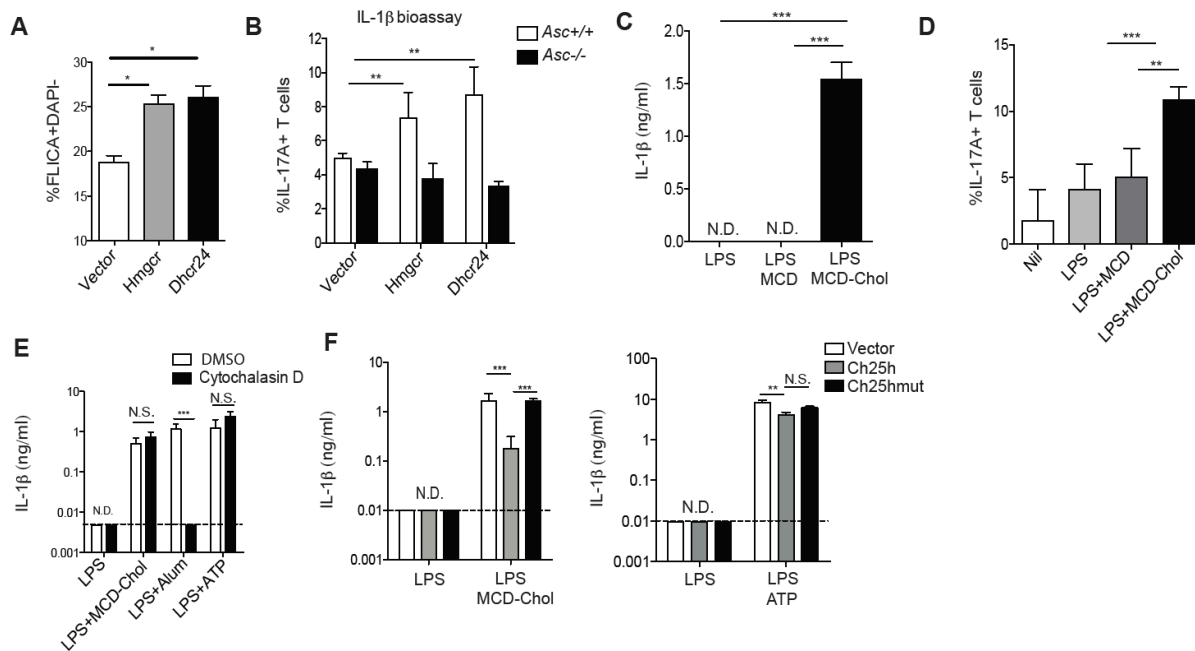 A
%FLICA+DAPI-
30
25
20
15
10
*
*
Vector
Hmgcr
Dhcr24
B
IL-1β bioassay
%IL-17A+ T cells
12
10
8
6
4
2
0
**
**
Asc+/+
Asc-/-
Vector
Hmgcr
Dhcr24
C
IL-1β (ng/ml)
2.0
1.5
1.0
0.5
0.0
***
***
N.D.
N.D.
LPS
LPS
MCD
LPS
MCD-Chol
D
%IL-17A+ T cells
15
10
5
0
***
**
Nil
LPS
LPS+MCD
LPS+MCD-Chol
E
DMSO
Cytochalasin D
IL-1β (ng/ml)
10
1
0.1
0.01
0.001
N.D.
N.S.
***
N.S.
LPS
LPS+MCD-Chol
LPS+Alum
LPS+ATP
F
IL-1β (ng/ml)
10
1
0.1
0.01
0.001
N.D.
***
***
LPS
LPS
MCD-Chol
IL-1β (ng/ml)
100
10
1
0.10
0.01
0.001
N.D.
**
N.S.
Vector
Ch25h
Ch25hmut
LPS
LPS
ATP